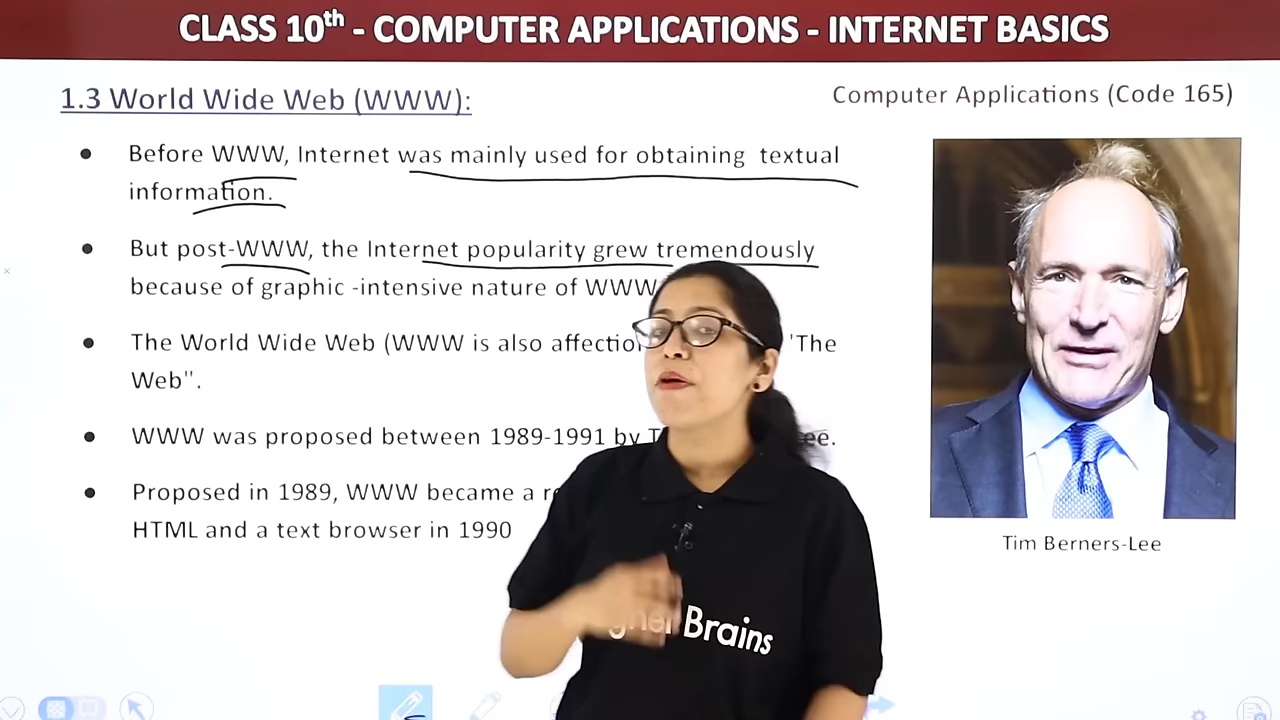 CLASS 10th - COMPUTER APPLICATIONS - INTERNET BASICS
1.3 World Wide Web (WWW):
Computer Applications (Code 165)
● Before WWW, Internet was mainly used for obtaining textual
information.
● But post-WWW, the Internet popularity grew tremendously
because of graphic -intensive nature of WWW
● The World Wide Web (WWW is also 'The
Web".
● WWW was proposed between 1989-1991 by
● Proposed in 1989, WWW became a
HTML and a text browser in 1990
Tim Berners-Lee
Brains